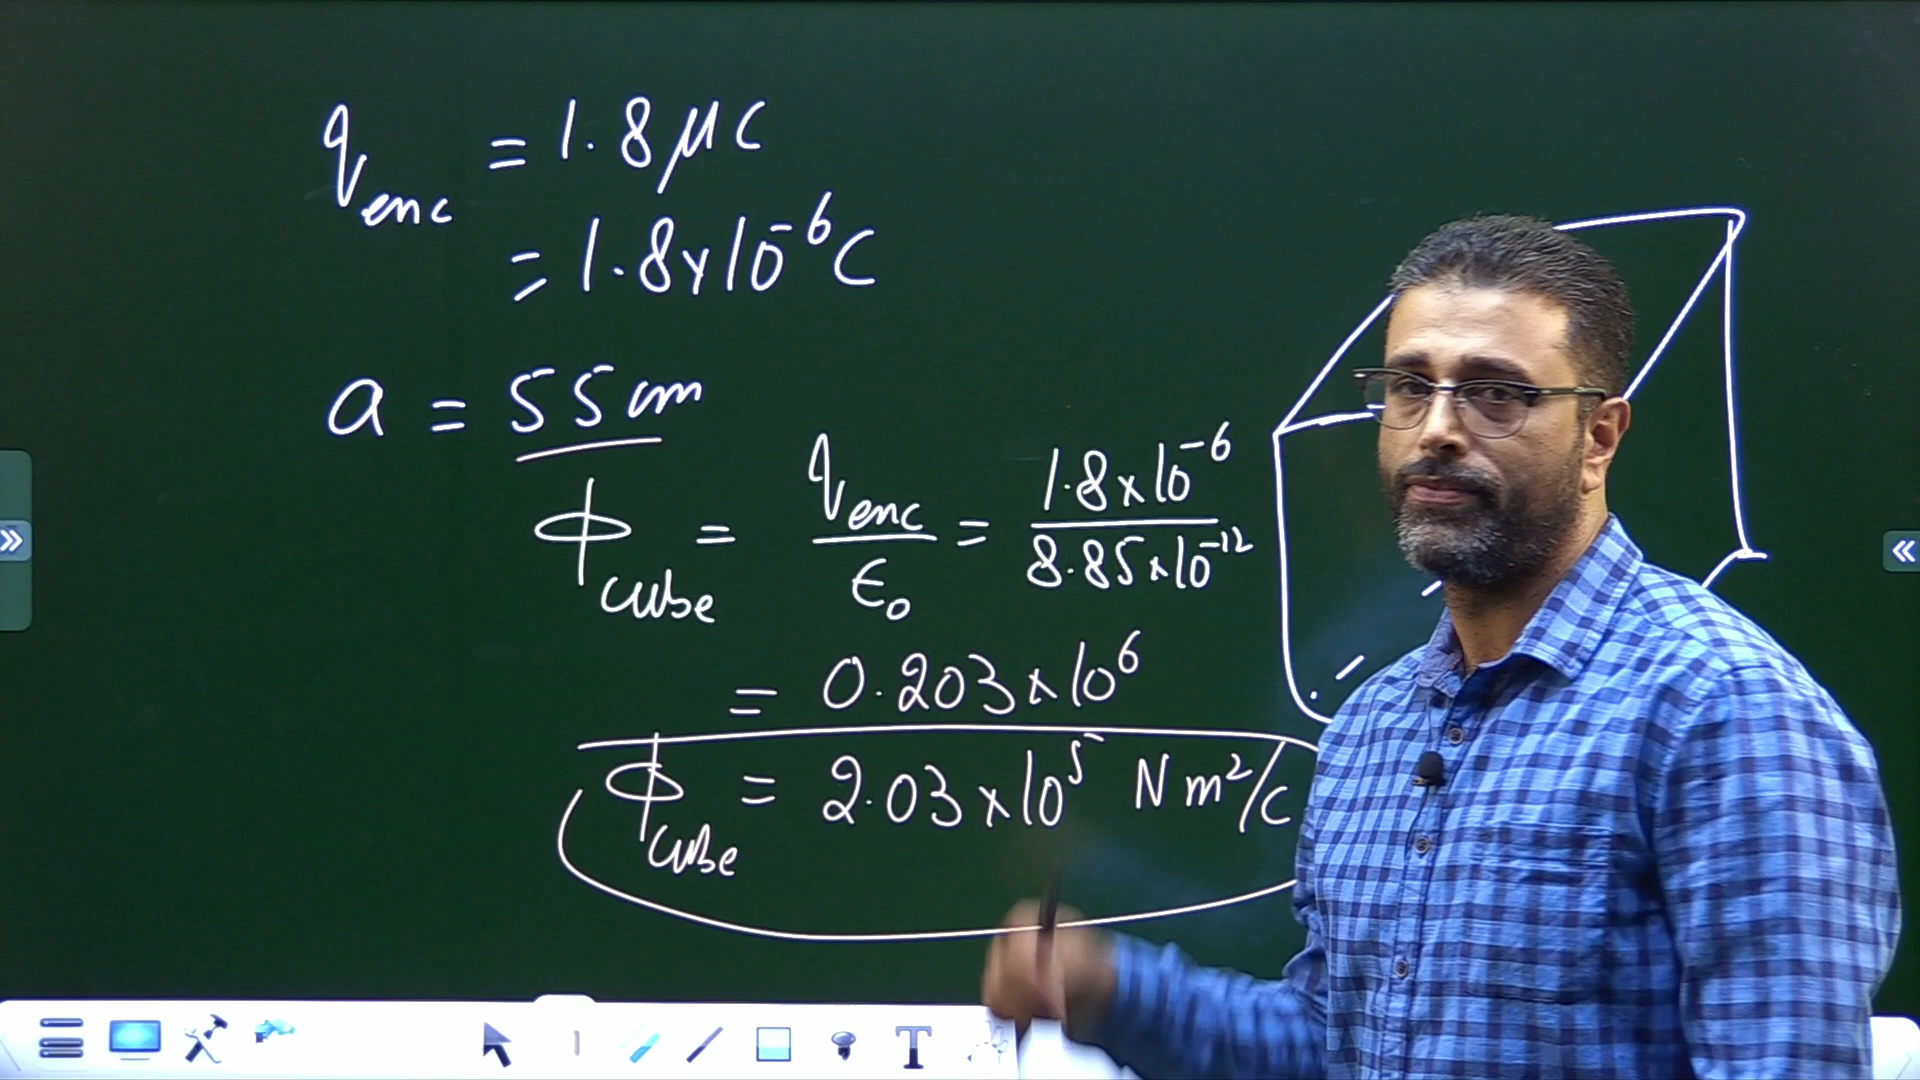 q_enc = 1.8 μC
= 1.8×10⁻⁶ C
a = 55 cm
ϕ_cube = q_enc / ϵ₀ = 1.8×10⁻⁶ / 8.85×10⁻¹²
= 0.203×10⁶
ϕ_cube = 2.03×10⁵ N m²/C
T